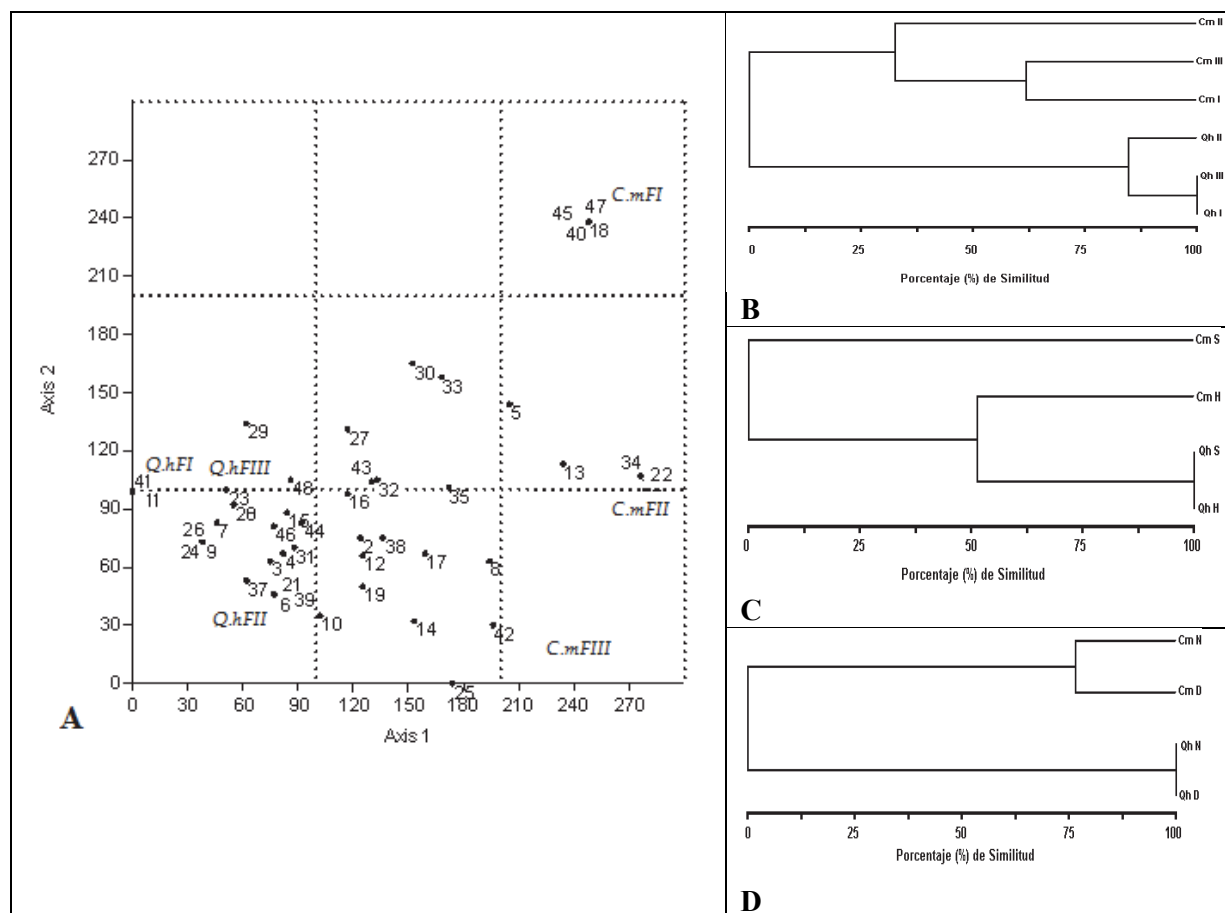 270
240
210
180
150
120
90
60
30
0
Axis 2
45 47 C.mFI
40 18
30
33
5
29
27
34
22
13
Q.hFI
Q.hFIII
41
11
43
48
32
35
23
16
C.mFII
28
15
26
7
46
44
2
38
24
9
4
31
12
17
8
3
37
21
19
6
39
Q.hFII
10
14
42
C.mFIII
25
0 30 60 90 120 150 180 210 240 270
Axis 1
A
Cm II
Cm III
Cm I
Qh II
Qh III
Qh I
0 25 50 75 100
Porcentaje (%) de Similitud
B
Cm S
Cm H
Qh S
Qh H
0 25 50 75 100
Porcentaje (%) de Similitud
C
Cm N
Cm D
Qh N
Qh D
0 25 50 75 100
Porcentaje (%) de Similitud
D